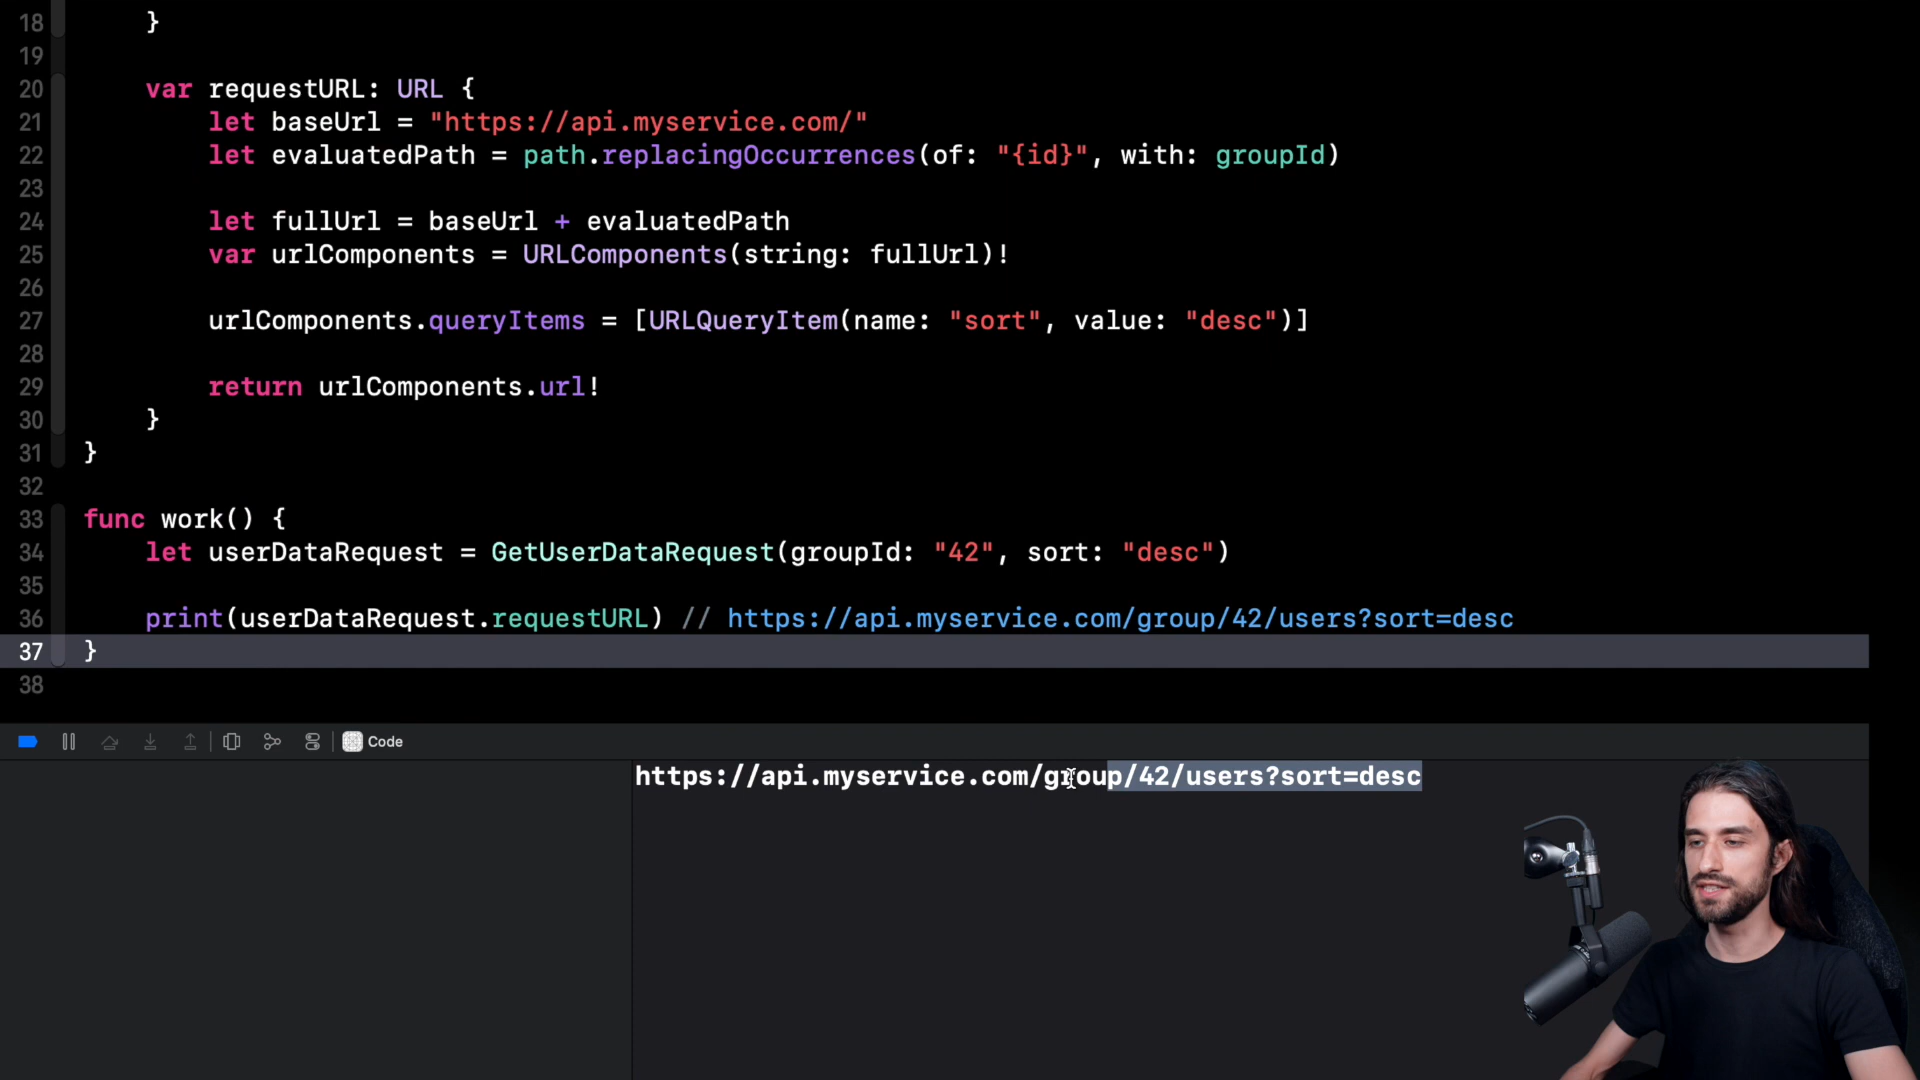 18 }
19
20 var requestURL: URL {
21 let baseUrl = "https://api.myservice.com/"
22 let evaluatedPath = path.replacingOccurrences(of: "{id}", with: groupId)
23
24 let fullUrl = baseUrl + evaluatedPath
25 var urlComponents = URLComponents(string: fullUrl)!
26
27 urlComponents.queryItems = [URLQueryItem(name: "sort", value: "desc")]
28
29 return urlComponents.url!
30 }
31 }
32
33 func work() {
34 let userDataRequest = GetUserDataRequest(groupId: "42", sort: "desc")
35
36 print(userDataRequest.requestURL) // https://api.myservice.com/group/42/users?sort=desc
37 }
38
Code
https://api.myservice.com/group/42/users?sort=desc